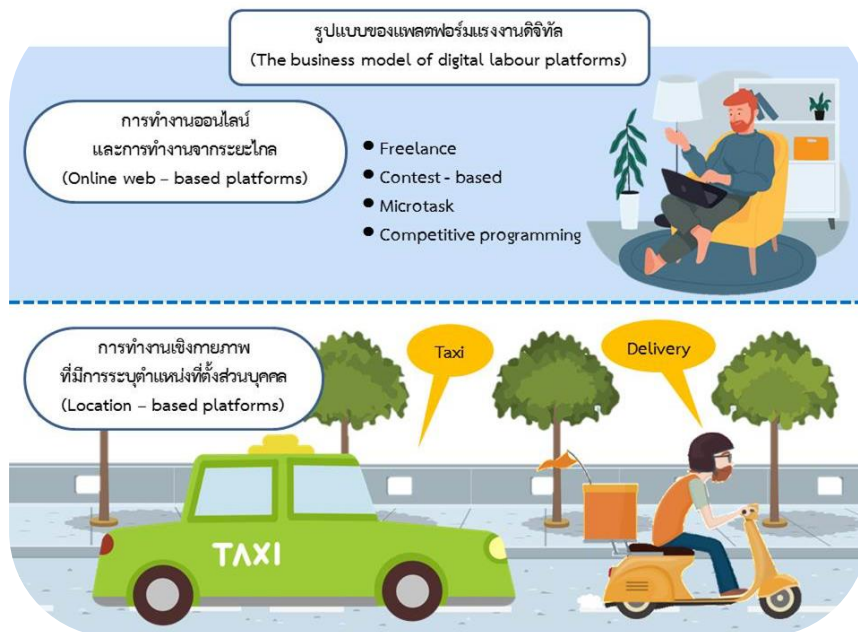 รูปแบบของแพลตฟอร์มแรงงานดิจิทัล
(The business model of digital labour platforms)
การทำงานออนไลน์
และการทำงานจากระยะไกล
(Online web – based platforms)
● Freelance
● Contest - based
● Microtask
● Competitive programming
การทำงานเชิงกายภาพ
ที่มีการระบุตำแหน่งที่ตั้งส่วนบุคคล
(Location – based platforms)
Taxi
Delivery
TAXI